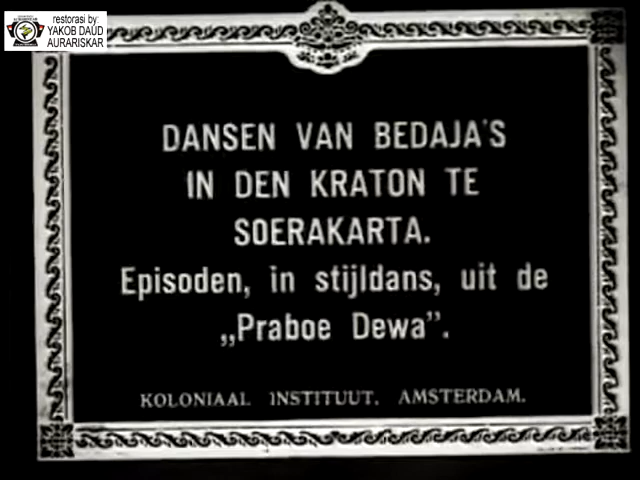 restorasi by:
YAKOB DAUD
AURARISKAR
DANSEN VAN BEDAJA'S
IN DEN KRATON TE
SOERAKARTA.
Episoden, in stijldans, uit de
„Praboe Dewa”.
KOLONIAAL INSTITUUT, AMSTERDAM.